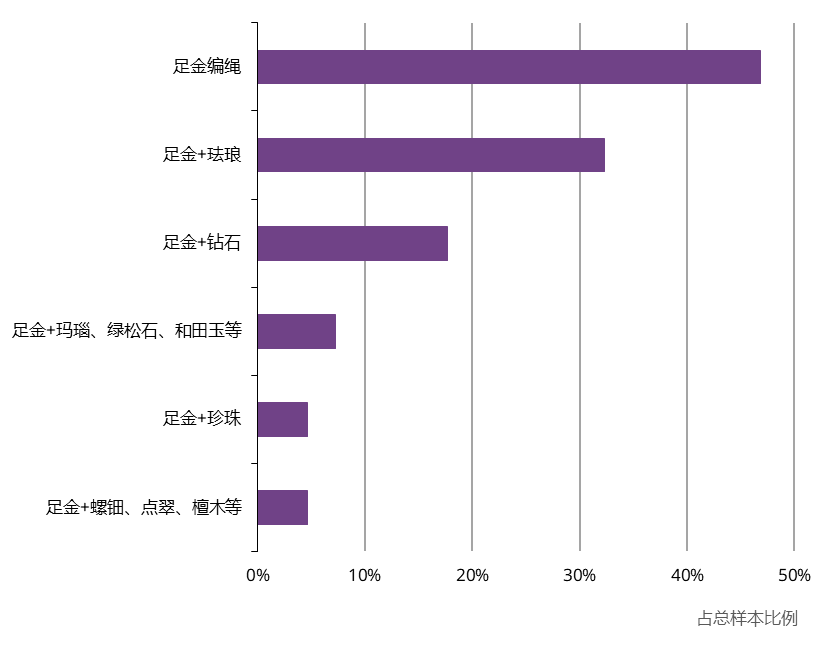 足金编绳
足金+珐琅
足金+钻石
足金+玛瑙、绿松石、和田玉等
足金+珍珠
足金+螺钿、点翠、檀木等
0% 10% 20% 30% 40% 50%
占总样本比例